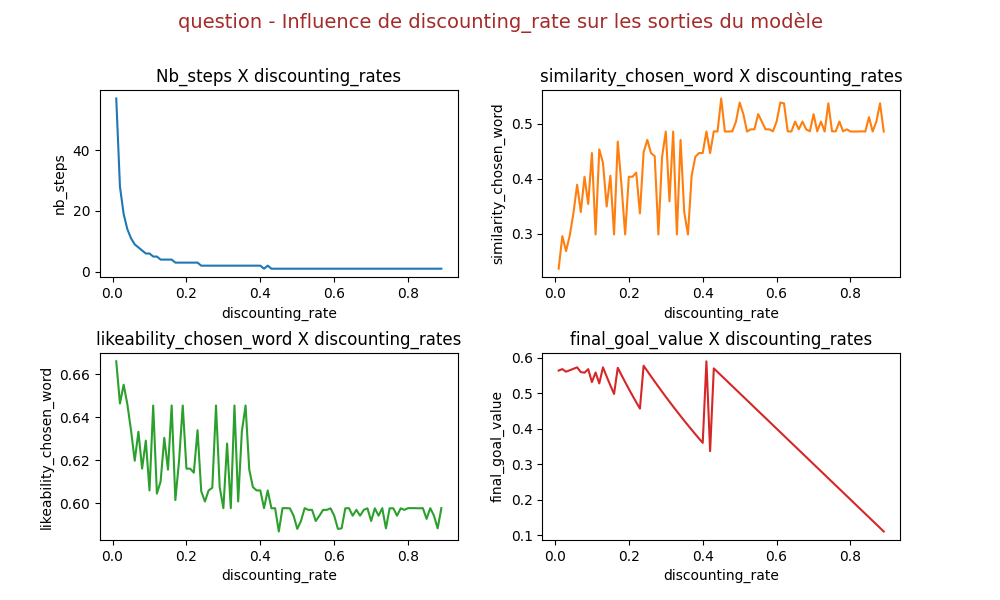 question - Influence de discounting_rate sur les sorties du modèle
Nb_steps X discounting_rates
nb_steps
40
20
0
0.0 0.2 0.4 0.6 0.8
discounting_rate
similarity_chosen_word X discounting_rates
similarity_chosen_word
0.5
0.4
0.3
0.0 0.2 0.4 0.6 0.8
discounting_rate
likeability_chosen_word X discounting_rates
likeability_chosen_word
0.66
0.64
0.62
0.60
0.0 0.2 0.4 0.6 0.8
discounting_rate
final_goal_value X discounting_rates
final_goal_value
0.6
0.5
0.4
0.3
0.2
0.1
0.0 0.2 0.4 0.6 0.8
discounting_rate